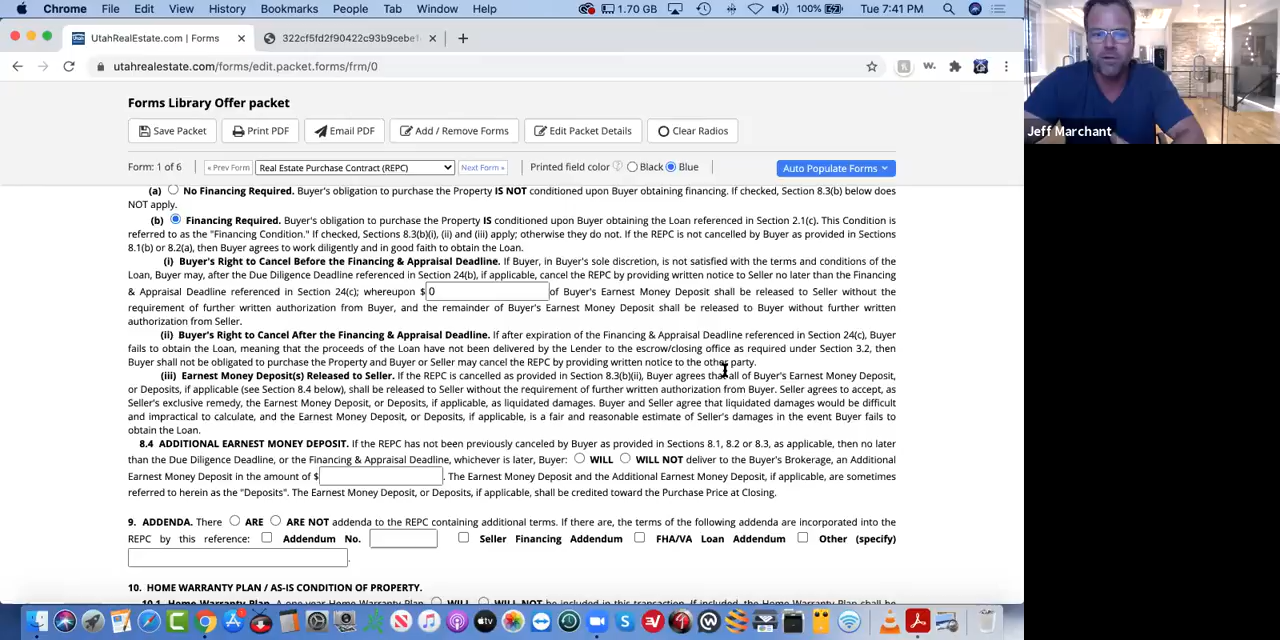 Chrome File Edit View History Bookmarks People Tab Window Help 1.70 GB 100% Tue 7:41 PM
UtahRealEstate.com | Forms 322cf5fd2f90422c93b9cebe
utahrealestate.com/forms/edit.packet.forms/frm/0
Jeff Marchant
Forms Library Offer packet
Save Packet Print PDF Email PDF Add / Remove Forms Edit Packet Details Clear Radios
Form: 1 of 6 « Prev Form Real Estate Purchase Contract (REPC) Next Form » Printed field color Black Blue Auto Populate Forms
(a) No Financing Required. Buyer's obligation to purchase the Property IS NOT conditioned upon Buyer obtaining financing. If checked, Section 8.3(b) below does
NOT apply.
(b) Financing Required. Buyer's obligation to purchase the Property IS conditioned upon Buyer obtaining the Loan referenced in Section 2.1(c). This Condition is
referred to as the "Financing Condition." If checked, Sections 8.3(b)(i), (ii) and (iii) apply; otherwise they do not. If the REPC is not cancelled by Buyer as provided in Sections
8.1(b) or 8.2(a), then Buyer agrees to work diligently and in good faith to obtain the Loan.
(i) Buyer's Right to Cancel Before the Financing & Appraisal Deadline. If Buyer, in Buyer's sole discretion, is not satisfied with the terms and conditions of the
Loan, Buyer may, after the Due Diligence Deadline referenced in Section 24(b), if applicable, cancel the REPC by providing written notice to Seller no later than the Financing
& Appraisal Deadline referenced in Section 24(c); whereupon $ 0 of Buyer's Earnest Money Deposit shall be released to Seller without the
requirement of further written authorization from Buyer, and the remainder of Buyer's Earnest Money Deposit shall be released to Buyer without further written
authorization from Seller.
(ii) Buyer's Right to Cancel After the Financing & Appraisal Deadline. If after expiration of the Financing & Appraisal Deadline referenced in Section 24(c), Buyer
fails to obtain the Loan, meaning that the proceeds of the Loan have not been delivered by the Lender to the escrow/closing office as required under Section 3.2, then
Buyer shall not be obligated to purchase the Property and Buyer or Seller may cancel the REPC by providing written notice to the other party.
(iii) Earnest Money Deposit(s) Released to Seller. If the REPC is cancelled as provided in Section 8.3(b)(ii), Buyer agrees that all of Buyer's Earnest Money Deposit,
or Deposits, if applicable (see Section 8.4 below), shall be released to Seller without the requirement of further written authorization from Buyer. Seller agrees to accept, as
Seller's exclusive remedy, the Earnest Money Deposit, or Deposits, if applicable, as liquidated damages. Buyer and Seller agree that liquidated damages would be difficult
and impractical to calculate, and the Earnest Money Deposit, or Deposits, if applicable, is a fair and reasonable estimate of Seller's damages in the event Buyer fails to
obtain the Loan.
8.4 ADDITIONAL EARNEST MONEY DEPOSIT. If the REPC has not been previously canceled by Buyer as provided in Sections 8.1, 8.2 or 8.3, as applicable, then no later
than the Due Diligence Deadline, or the Financing & Appraisal Deadline, whichever is later, Buyer: WILL WILL NOT deliver to the Buyer's Brokerage, an Additional
Earnest Money Deposit in the amount of $ . The Earnest Money Deposit and the Additional Earnest Money Deposit, if applicable, are sometimes
referred to herein as the "Deposits". The Earnest Money Deposit, or Deposits, if applicable, shall be credited toward the Purchase Price at Closing.
9. ADDENDA. There ARE ARE NOT addenda to the REPC containing additional terms. If there are, the terms of the following addenda are incorporated into the
REPC by this reference: Addendum No. Seller Financing Addendum FHA/VA Loan Addendum Other (specify)
.
10. HOME WARRANTY PLAN / AS-IS CONDITION OF PROPERTY.
10.1 Home Warranty Plan. A one-year Home Warranty Plan WILL WILL NOT be included in this transaction. If included, the Home Warranty Plan shall be